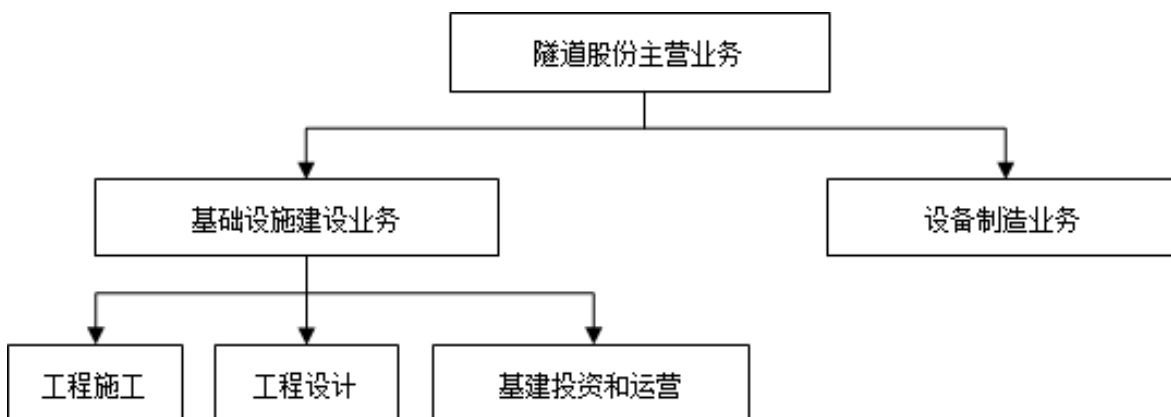 隧道股份主营业务
基础设施建设业务
设备制造业务
工程施工
工程设计
基建投资和运营